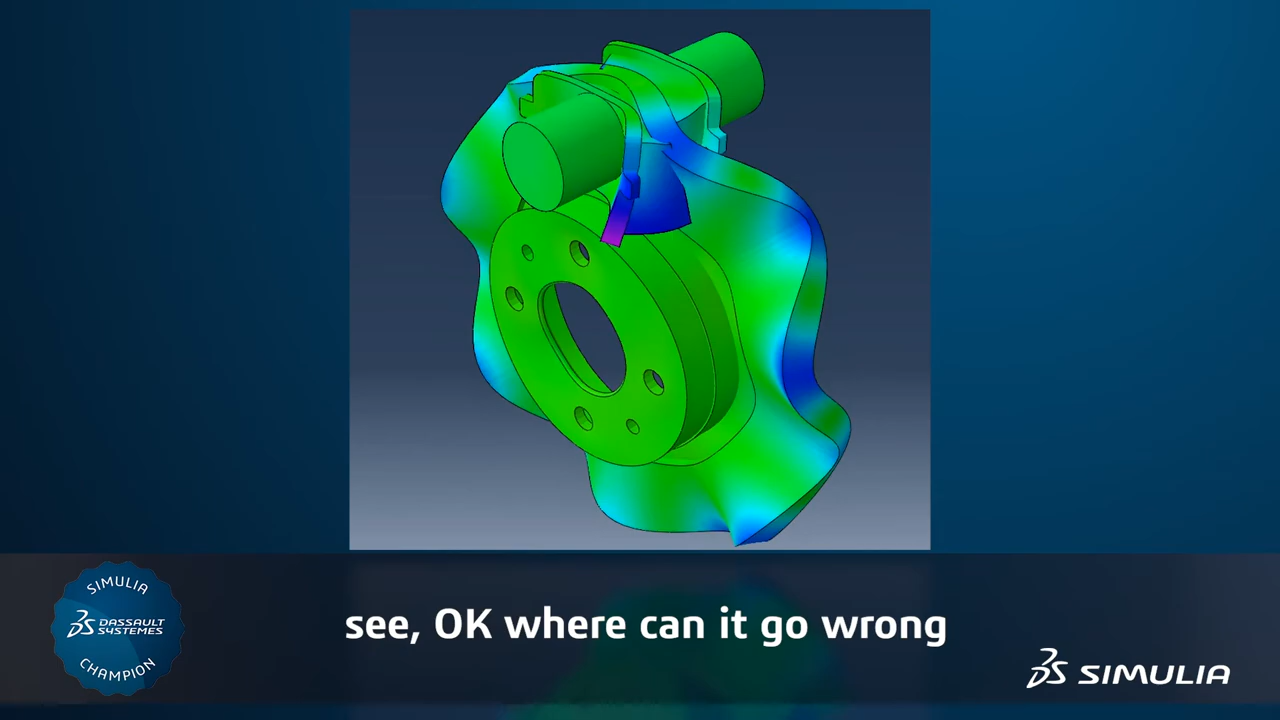 SIMULIA
DASSAULT
SYSTEMES
CHAMPION
see, OK where can it go wrong
SIMULIA